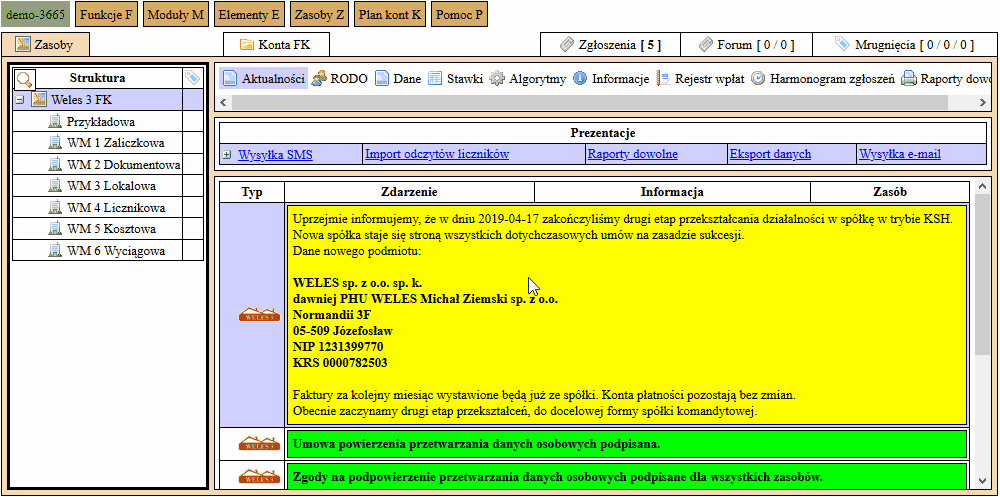 demo-3665 Funkcje F Moduły M Elementy E Zasoby Z Plan kont K Pomoc P
Zasoby Konta FK Zgłoszenia [ 5 ] Forum [ 0 / 0 ] Mrugnięcia [ 0 / 0 / 0 ]
Struktura
Weles 3 FK
Przykładowa
WM 1 Zaliczkowa
WM 2 Dokumentowa
WM 3 Lokalowa
WM 4 Licznikowa
WM 5 Kosztowa
WM 6 Wyciągowa
Aktualności RODO Dane Stawki Algorytmy Informacje Rejestr wpłat Harmonogram zgłoszeń Raporty dowo
Prezentacje
Wysyłka SMS Import odczytów liczników Raporty dowolne Eksport danych Wysyłka e-mail
Typ Zdarzenie Informacja Zasób
Uprzejmie informujemy, że w dniu 2019-04-17 zakończyliśmy drugi etap przekształcania działalności w spółkę w trybie KSH.
Nowa spółka staje się stroną wszystkich dotychczasowych umów na zasadzie sukcesji.
Dane nowego podmiotu:
WELES sp. z o.o. sp. k.
dawniej PHU WELES Michał Ziemski sp. z o.o.
Normandii 3F
05-509 Józefosław
NIP 1231399770
KRS 0000782503
WELES 3
Faktury za kolejny miesiąc wystawione będą już ze spółki. Konta płatności pozostają bez zmian.
Obecnie zaczynamy drugi etap przekształceń, do docelowej formy spółki komandytowej.
WELES 3 Umowa powierzenia przetwarzania danych osobowych podpisana.
WELES 3 Zgody na podpowierzenie przetwarzania danych osobowych podpisane dla wszystkich zasobów.